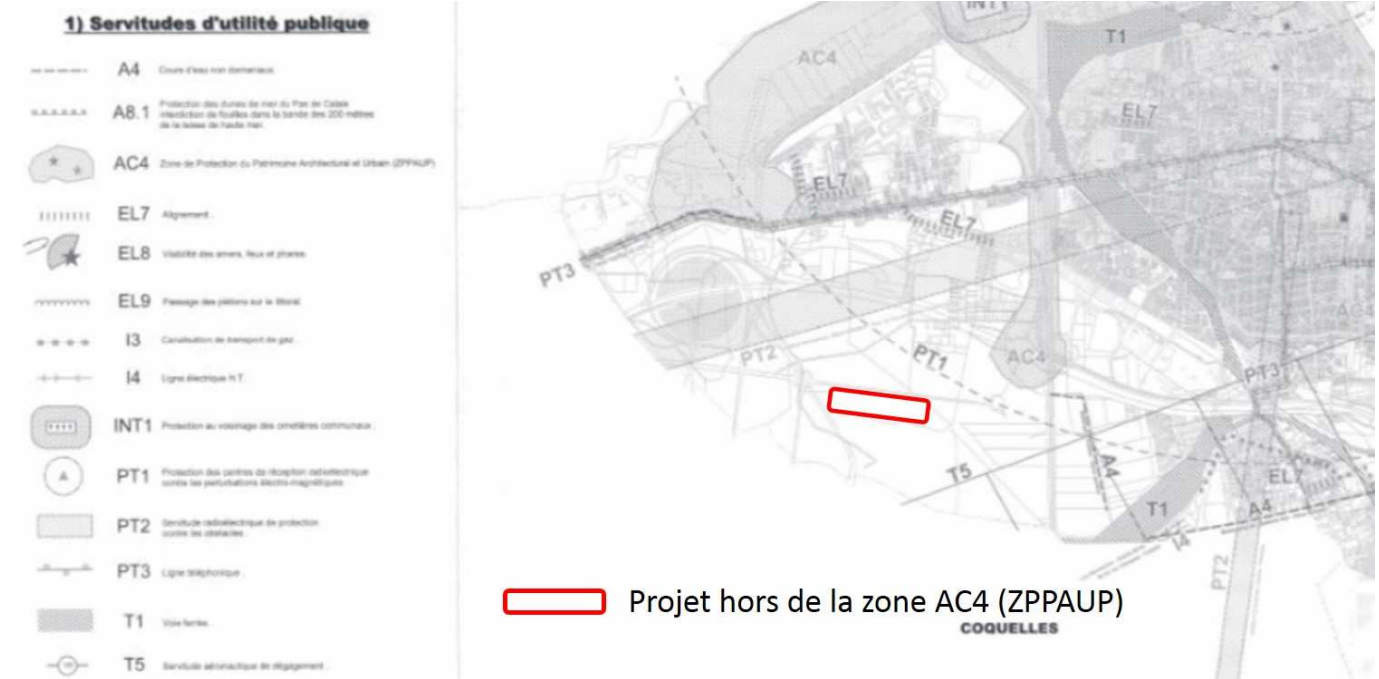 1) Servitudes d'utilité publique
A4 Cours d'eau non domaniaux.
A8.1 Protection des dunes de mer du Pas de Calais
interdiction de fouilles dans la bande des 200 mètres
de la laisse de haute mer.
AC4 Zone de Protection du Patrimoine Architectural et Urbain (ZPPAUP)
EL7 Alignement.
EL8 Visibilité des amers, feux et phares.
EL9 Passage des piétons sur le littoral.
I3 Canalisation de transport de gaz.
I4 Ligne électrique H.T.
INT1 Protection au voisinage des cimetières communaux.
PT1 Protection des centres de réception radioélectrique
contre les perturbations électro-magnétiques
PT2 Servitude radioélectrique de protection
contre les obstacles.
PT3 Ligne téléphonique.
T1 Voie ferrée.
T5 Servitude aéronautique de dégagement.
INT1
T1
AC4
EL7
EL7
EL7
PT3
PT2
PT1
AC4
AC4
PT3
T5
A4
EL7
T1
A4
I4
PT2
Projet hors de la zone AC4 (ZPPAUP)
COQUELLES